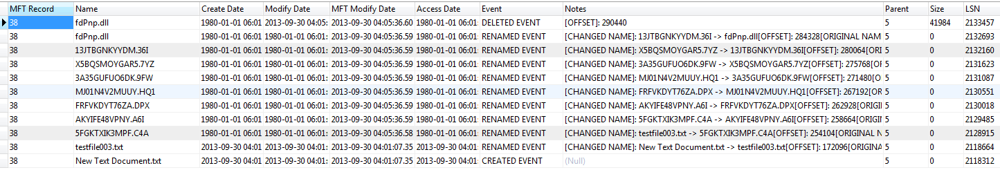 MFT Record Name Create Date Modify Date MFT Modify Date Access Date Event Notes Parent Size LSN
38 fdPnp.dll 1980-01-01 06:01 2013-09-30 04:05: 2013-09-30 04:05:36.60 1980-01-01 06:01: DELETED EVENT [OFFSET]: 290440 5 41984 2133457
38 fdPnp.dll 1980-01-01 06:01 1980-01-01 06:01: 2013-09-30 04:05:36.59 1980-01-01 06:01: RENAMED EVENT [CHANGED NAME]: 13JTBGNKYYDM.36I -> fdPnp.dll[OFFSET]: 284328[ORIGINAL NAM 5 0 2132693
38 13JTBGNKYYDM.36I 1980-01-01 06:01 1980-01-01 06:01: 2013-09-30 04:05:36.59 1980-01-01 06:01: RENAMED EVENT [CHANGED NAME]: X5BQSMOYGAR5.7YZ -> 13JTBGNKYYDM.36I[OFFSET]: 280064[ORI 5 0 2132160
38 X5BQSMOYGAR5.7YZ 1980-01-01 06:01 1980-01-01 06:01: 2013-09-30 04:05:36.59 1980-01-01 06:01: RENAMED EVENT [CHANGED NAME]: 3A35GUFUO6DK.9FW -> X5BQSMOYGAR5.7YZ[OFFSET]: 275768[OF 5 0 2131623
38 3A35GUFUO6DK.9FW 1980-01-01 06:01 1980-01-01 06:01: 2013-09-30 04:05:36.59 1980-01-01 06:01: RENAMED EVENT [CHANGED NAME]: MJ01N4V2MUUY.HQ1 -> 3A35GUFUO6DK.9FW[OFFSET]: 271480[O 5 0 2131087
38 MJ01N4V2MUUY.HQ1 1980-01-01 06:01 1980-01-01 06:01: 2013-09-30 04:05:36.59 1980-01-01 06:01: RENAMED EVENT [CHANGED NAME]: FRFVKDYT76ZA.DPX -> MJ01N4V2MUUY.HQ1[OFFSET]: 267192[OR 5 0 2130551
38 FRFVKDYT76ZA.DPX 1980-01-01 06:01 1980-01-01 06:01: 2013-09-30 04:05:36.59 1980-01-01 06:01: RENAMED EVENT [CHANGED NAME]: AKYIFE48VPNY.A6I -> FRFVKDYT76ZA.DPX[OFFSET]: 262928[ORIG 5 0 2130018
38 AKYIFE48VPNY.A6I 1980-01-01 06:01 1980-01-01 06:01: 2013-09-30 04:05:36.59 1980-01-01 06:01: RENAMED EVENT [CHANGED NAME]: 5FGKTXIK3MPF.C4A -> AKYIFE48VPNY.A6I[OFFSET]: 258664[ORIG 5 0 2129485
38 5FGKTXIK3MPF.C4A 1980-01-01 06:01 1980-01-01 06:01: 2013-09-30 04:05:36.58 1980-01-01 06:01: RENAMED EVENT [CHANGED NAME]: testfile003.txt -> 5FGKTXIK3MPF.C4A[OFFSET]: 254104[ORIGINAL N 5 0 2128915
38 testfile003.txt 2013-09-30 04:01 2013-09-30 04:01: 2013-09-30 04:01:07.35 2013-09-30 04:01: RENAMED EVENT [CHANGED NAME]: New Text Document.txt -> testfile003.txt[OFFSET]: 172096[ORIGINA 5 0 2118664
38 New Text Document.txt 2013-09-30 04:01 2013-09-30 04:01: 2013-09-30 04:01:07.35 2013-09-30 04:01: CREATED EVENT (Null) 5 0 2118312